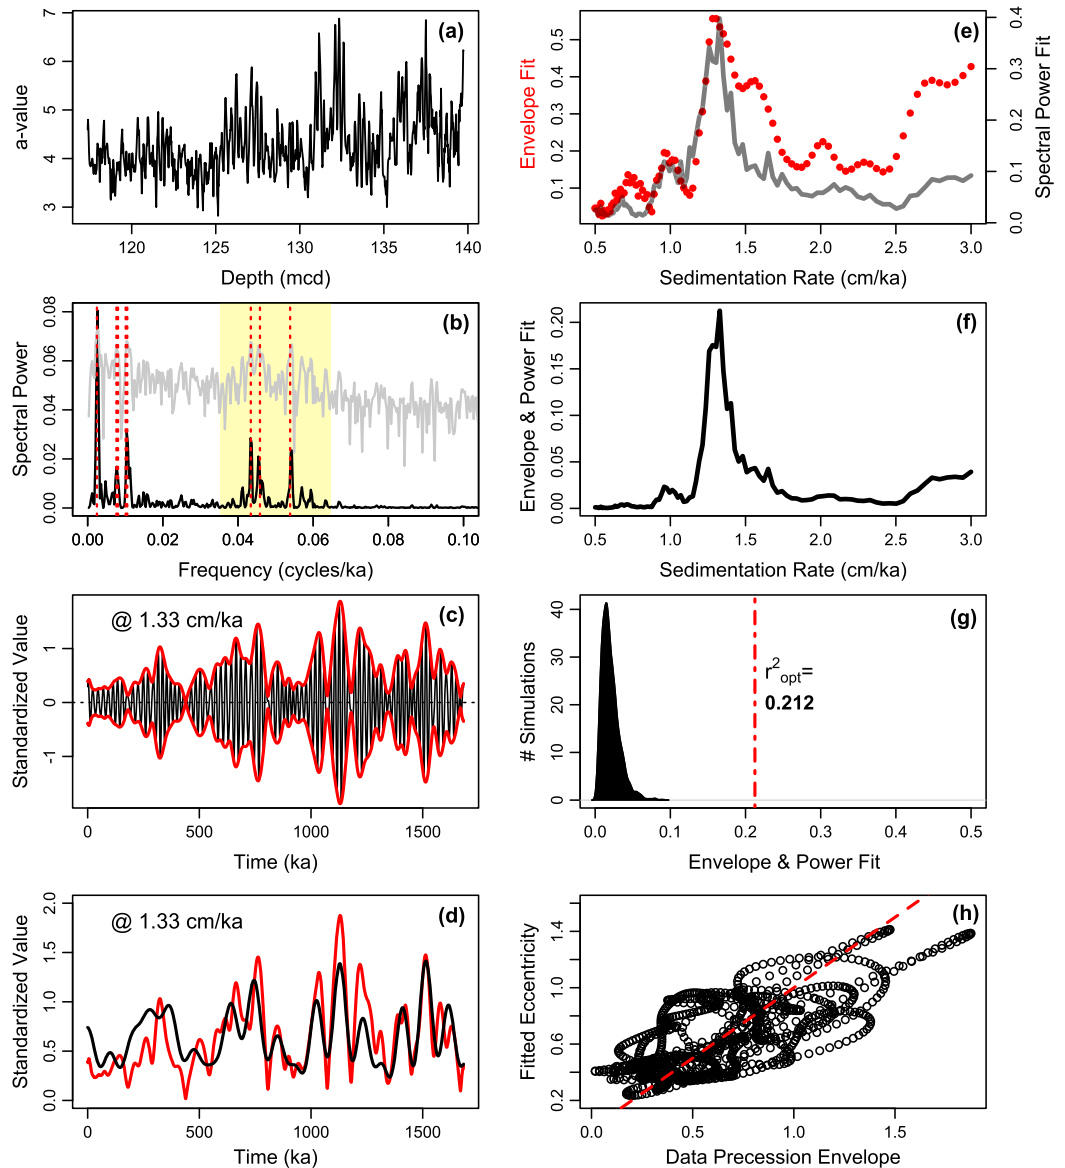 (a)
a-value
7
6
5
4
3
120 125 130 135 140
Depth (mcd)
(e)
Envelope Fit
0.5
0.4
0.3
0.2
0.1
Spectral Power Fit
0.4
0.3
0.2
0.1
0.0
0.5 1.0 1.5 2.0 2.5 3.0
Sedimentation Rate (cm/ka)
(b)
Spectral Power
0.08
0.06
0.04
0.02
0.00
0.00 0.02 0.04 0.06 0.08 0.10
Frequency (cycles/ka)
(f)
Envelope & Power Fit
0.20
0.15
0.10
0.05
0.00
0.5 1.0 1.5 2.0 2.5 3.0
Sedimentation Rate (cm/ka)
(c)
@ 1.33 cm/ka
Standardized Value
1
0
-1
0 500 1000 1500
Time (ka)
(g)
# Simulations
40
30
20
10
0
r²opt=
0.212
0.0 0.1 0.2 0.3 0.4 0.5
Envelope & Power Fit
(d)
@ 1.33 cm/ka
Standardized Value
2.0
1.5
1.0
0.5
0.0
0 500 1000 1500
Time (ka)
(h)
Fitted Eccentricity
1.4
1.0
0.6
0.2
0.0 0.5 1.0 1.5
Data Precession Envelope